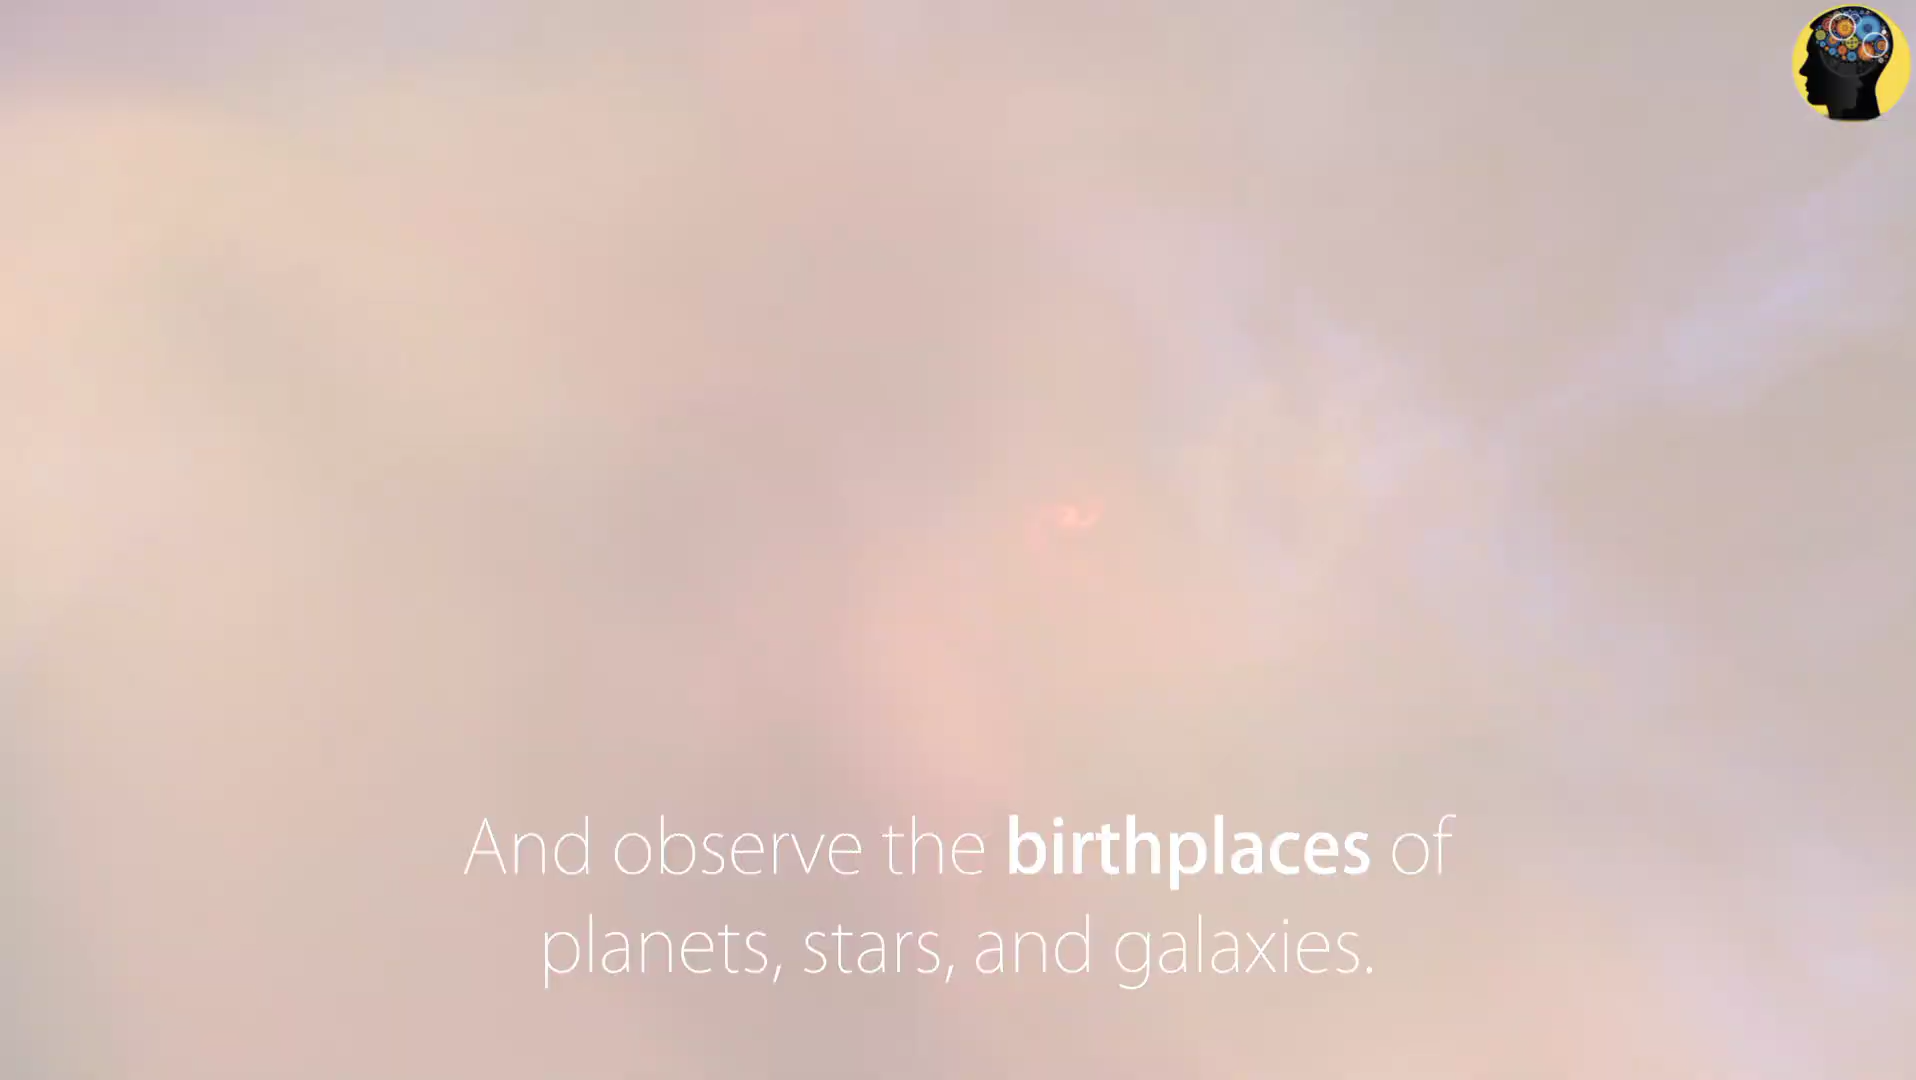 And observe the birthplaces of
planets, stars, and galaxies.